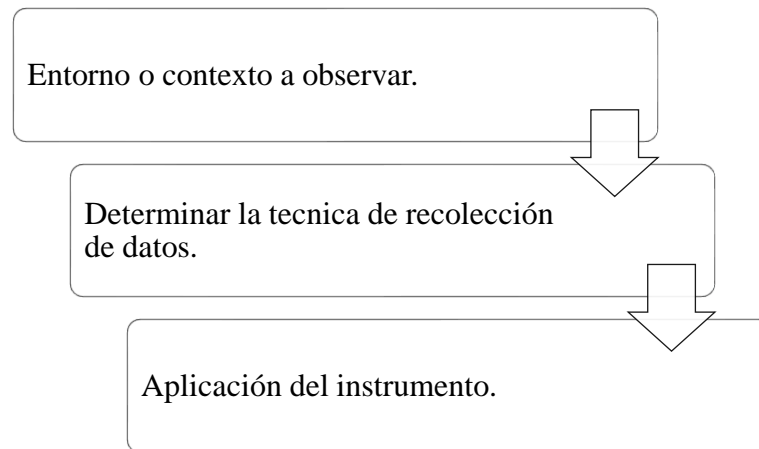 Entorno o contexto a observar.
Determinar la tecnica de recolección
de datos.
Aplicación del instrumento.